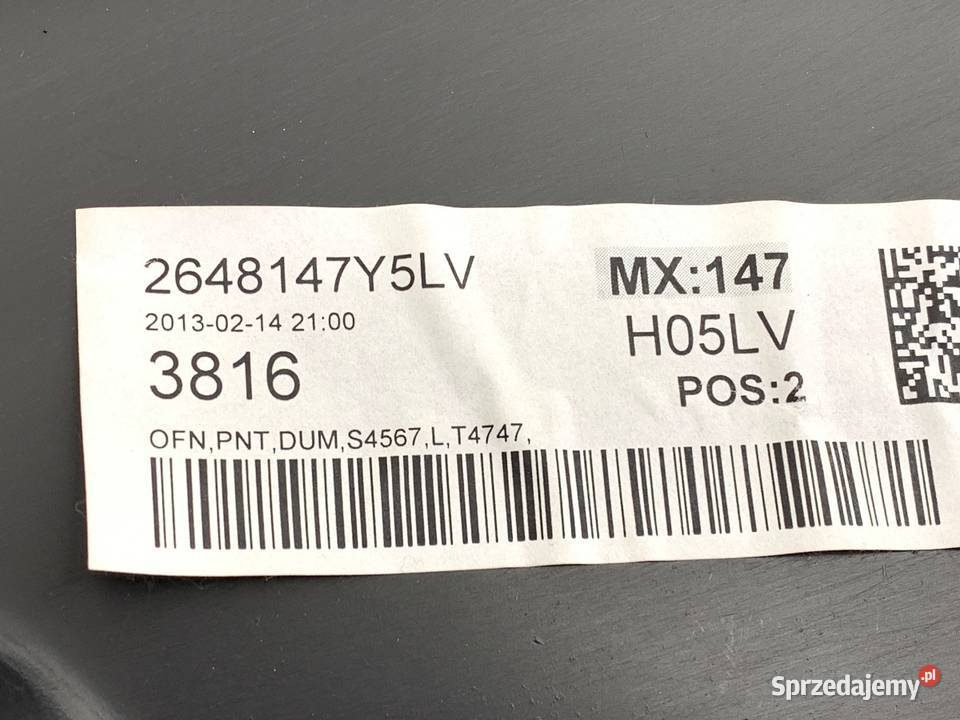 2648147Y5LV
2013-02-14 21:00
3816
MX:147
H05LV
POS:2
OFN,PNT,DUM,S4567,L,T4747,
Sprzedajemy.pl